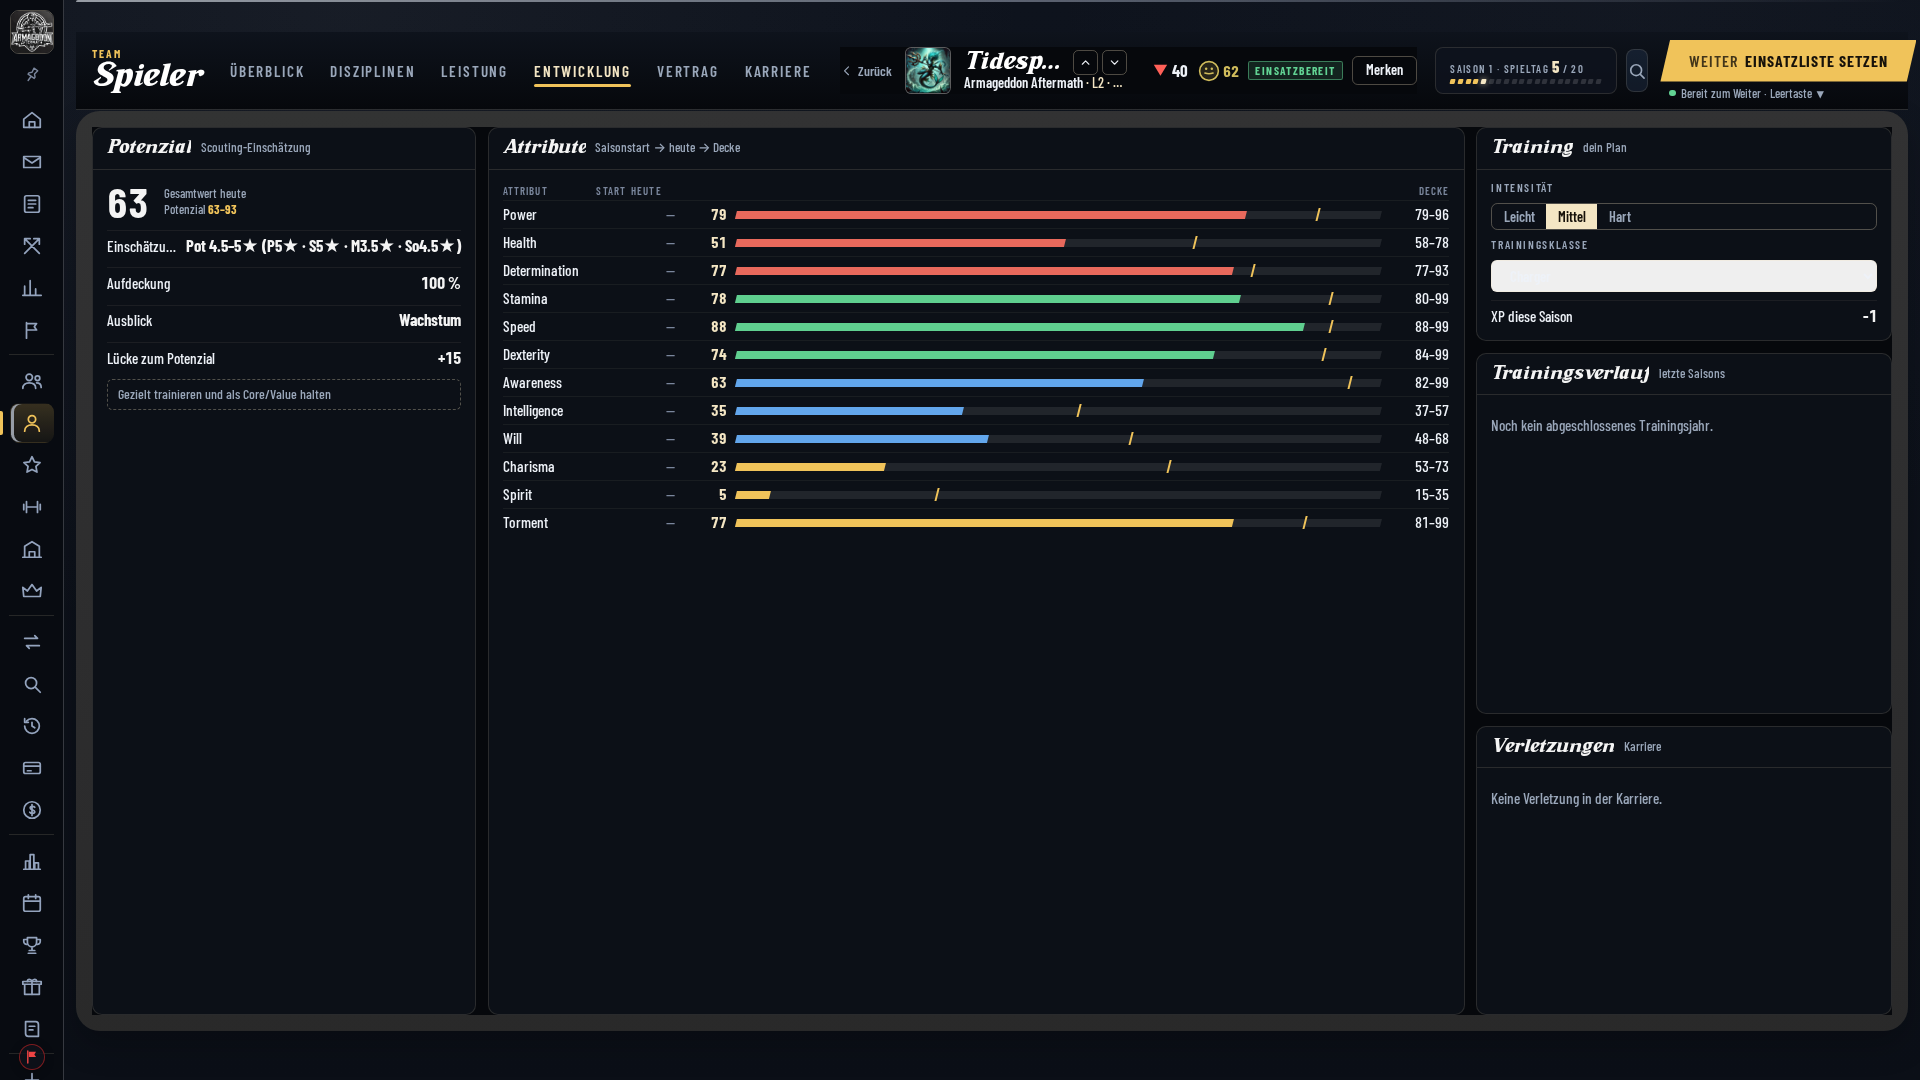 ARMAGEDDON
TEAM
Spieler
ÜBERBLICK
DISZIPLINEN
LEISTUNG
ENTWICKLUNG
VERTRAG
KARRIERE
Zurück
Tidesp...
Armageddon Aftermath · L2 · ...
40
62
EINSATZBEREIT
Merken
SAISON 1 · SPIELTAG 5 / 20
WEITER EINSATZLISTE SETZEN
Bereit zum Weiter · Leertaste ▼
Potenzial Scouting-Einschätzung
63
Gesamtwert heute
Potenzial 63–93
Einschätzu... Pot 4.5–5★ (P5★ · S5★ · M3.5★ · So4.5★)
Aufdeckung 100 %
Ausblick Wachstum
Lücke zum Potenzial +15
Gezielt trainieren und als Core/Value halten
Attribute Saisonstart → heute → Decke
ATTRIBUT START HEUTE DECKE
Power – 79 79–96
Health – 51 58–78
Determination – 77 77–93
Stamina – 78 80–99
Speed – 88 88–99
Dexterity – 74 84–99
Awareness – 63 82–99
Intelligence – 35 37–57
Will – 39 48–68
Charisma – 23 53–73
Spirit – 5 15–35
Torment – 77 81–99
Training dein Plan
INTENSITÄT
Leicht Mittel Hart
TRAININGSKLASSE
XP diese Saison -1
Trainingsverlauf letzte Saisons
Noch kein abgeschlossenes Trainingsjahr.
Verletzungen Karriere
Keine Verletzung in der Karriere.